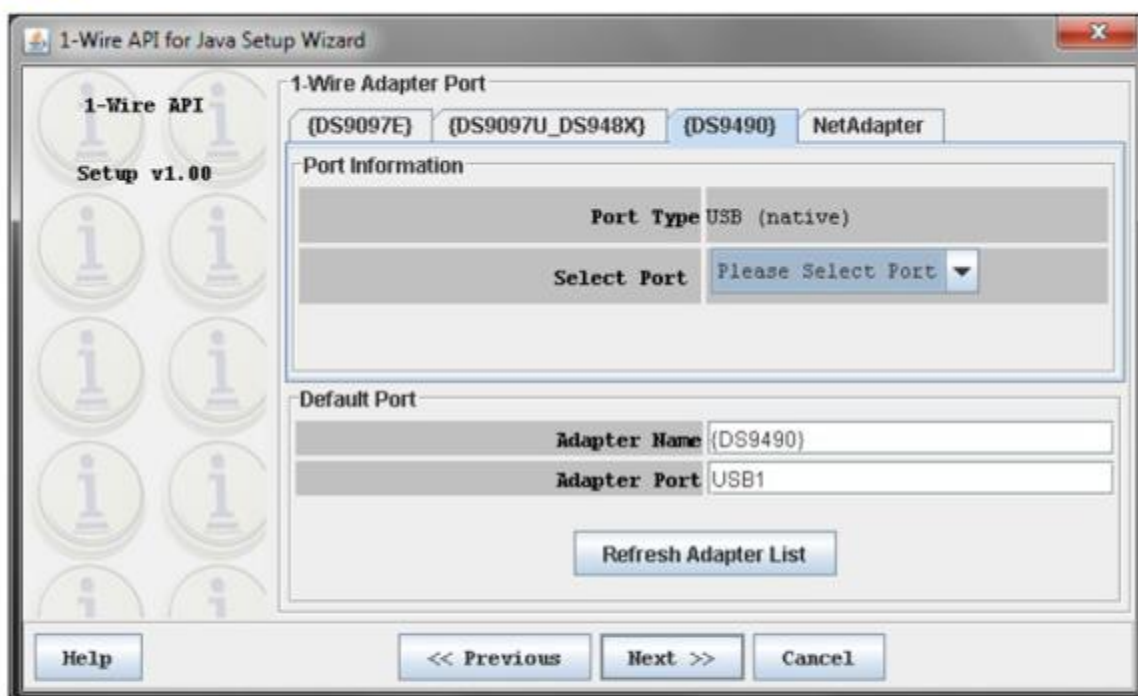 1-Wire API for Java Setup Wizard
1-Wire API
Setup v1.00
1-Wire Adapter Port
{DS9097E} {DS9097U_DS948X} {DS9490} NetAdapter
Port Information
Port Type USB (native)
Select Port Please Select Port
Default Port
Adapter Name {DS9490}
Adapter Port USB1
Refresh Adapter List
Help << Previous Next >> Cancel